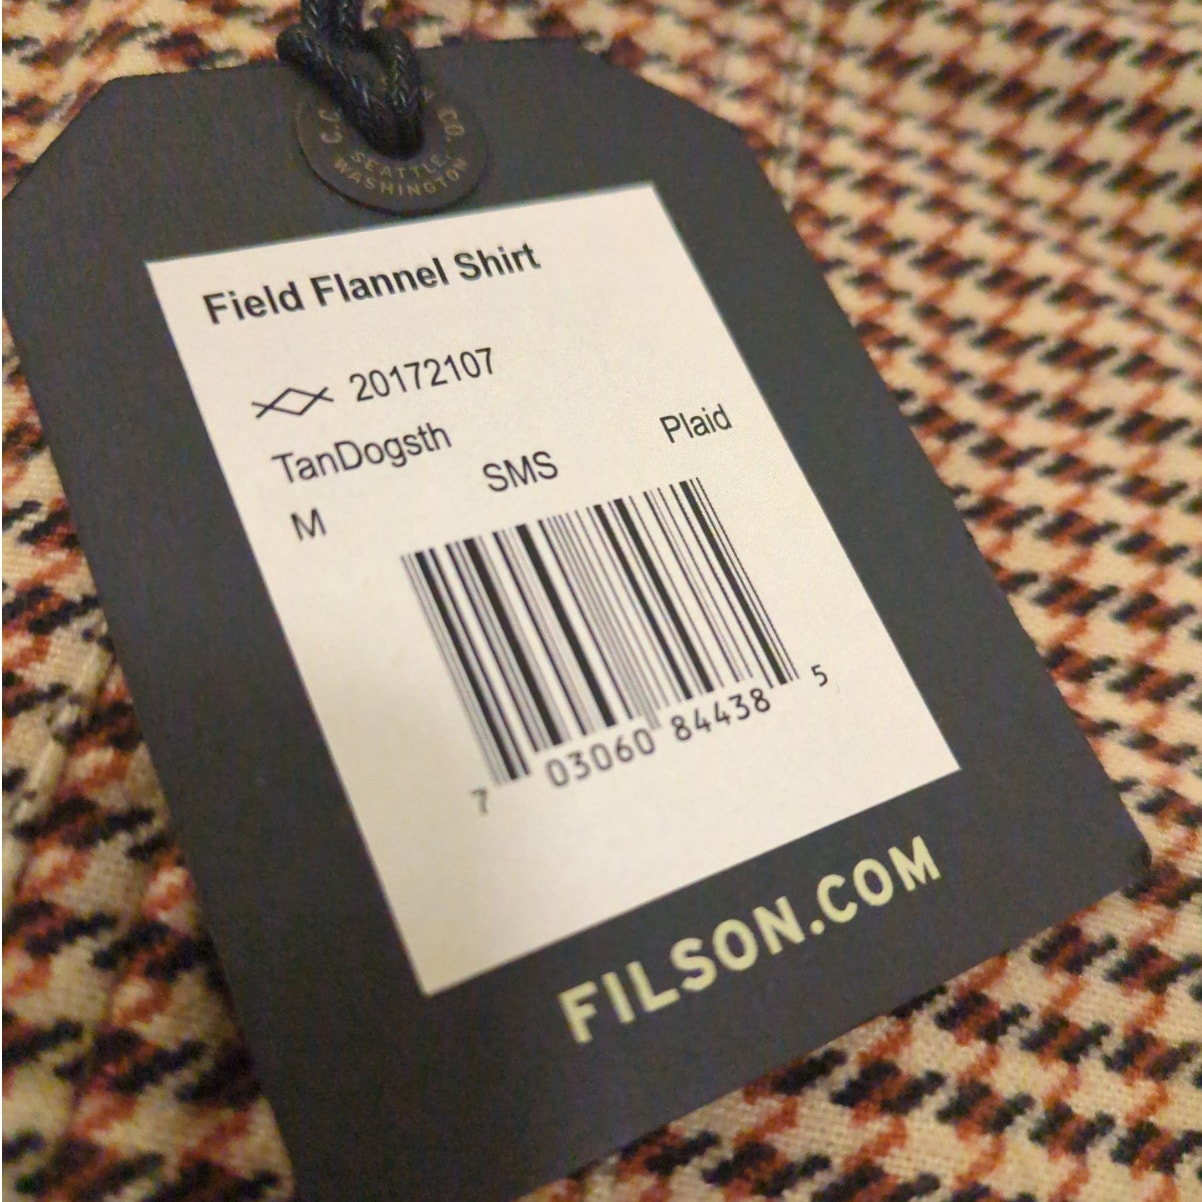 SEATTLE,
WASHINGTON
Field Flannel Shirt
20172107
TanDogsth Plaid
M SMS
7 03060 84438 5
FILSON.COM